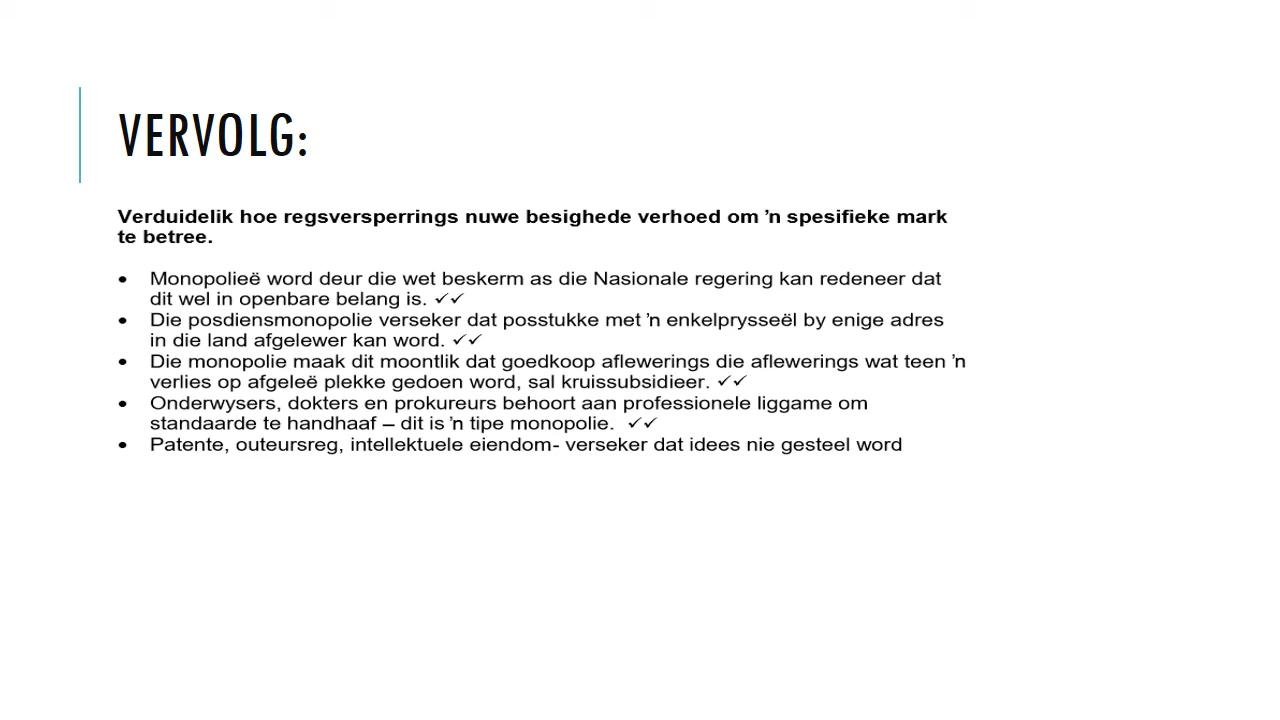 VERVOLG:
Verduidelik hoe regsversperrings nuwe besighede verhoed om ’n spesifieke mark
te betree.
• Monopolieë word deur die wet beskerm as die Nasionale regering kan redeneer dat
dit wel in openbare belang is. ✓✓
• Die posdiensmonopolie verseker dat posstukke met ’n enkelprysseël by enige adres
in die land afgelewer kan word. ✓✓
• Die monopolie maak dit moontlik dat goedkoop aflewerings die aflewerings wat teen ’n
verlies op afgeleë plekke gedoen word, sal kruissubsidieer. ✓✓
• Onderwysers, dokters en prokureurs behoort aan professionele liggame om
standaarde te handhaaf – dit is ’n tipe monopolie. ✓✓
• Patente, outeursreg, intellektuele eiendom- verseker dat idees nie gesteel word